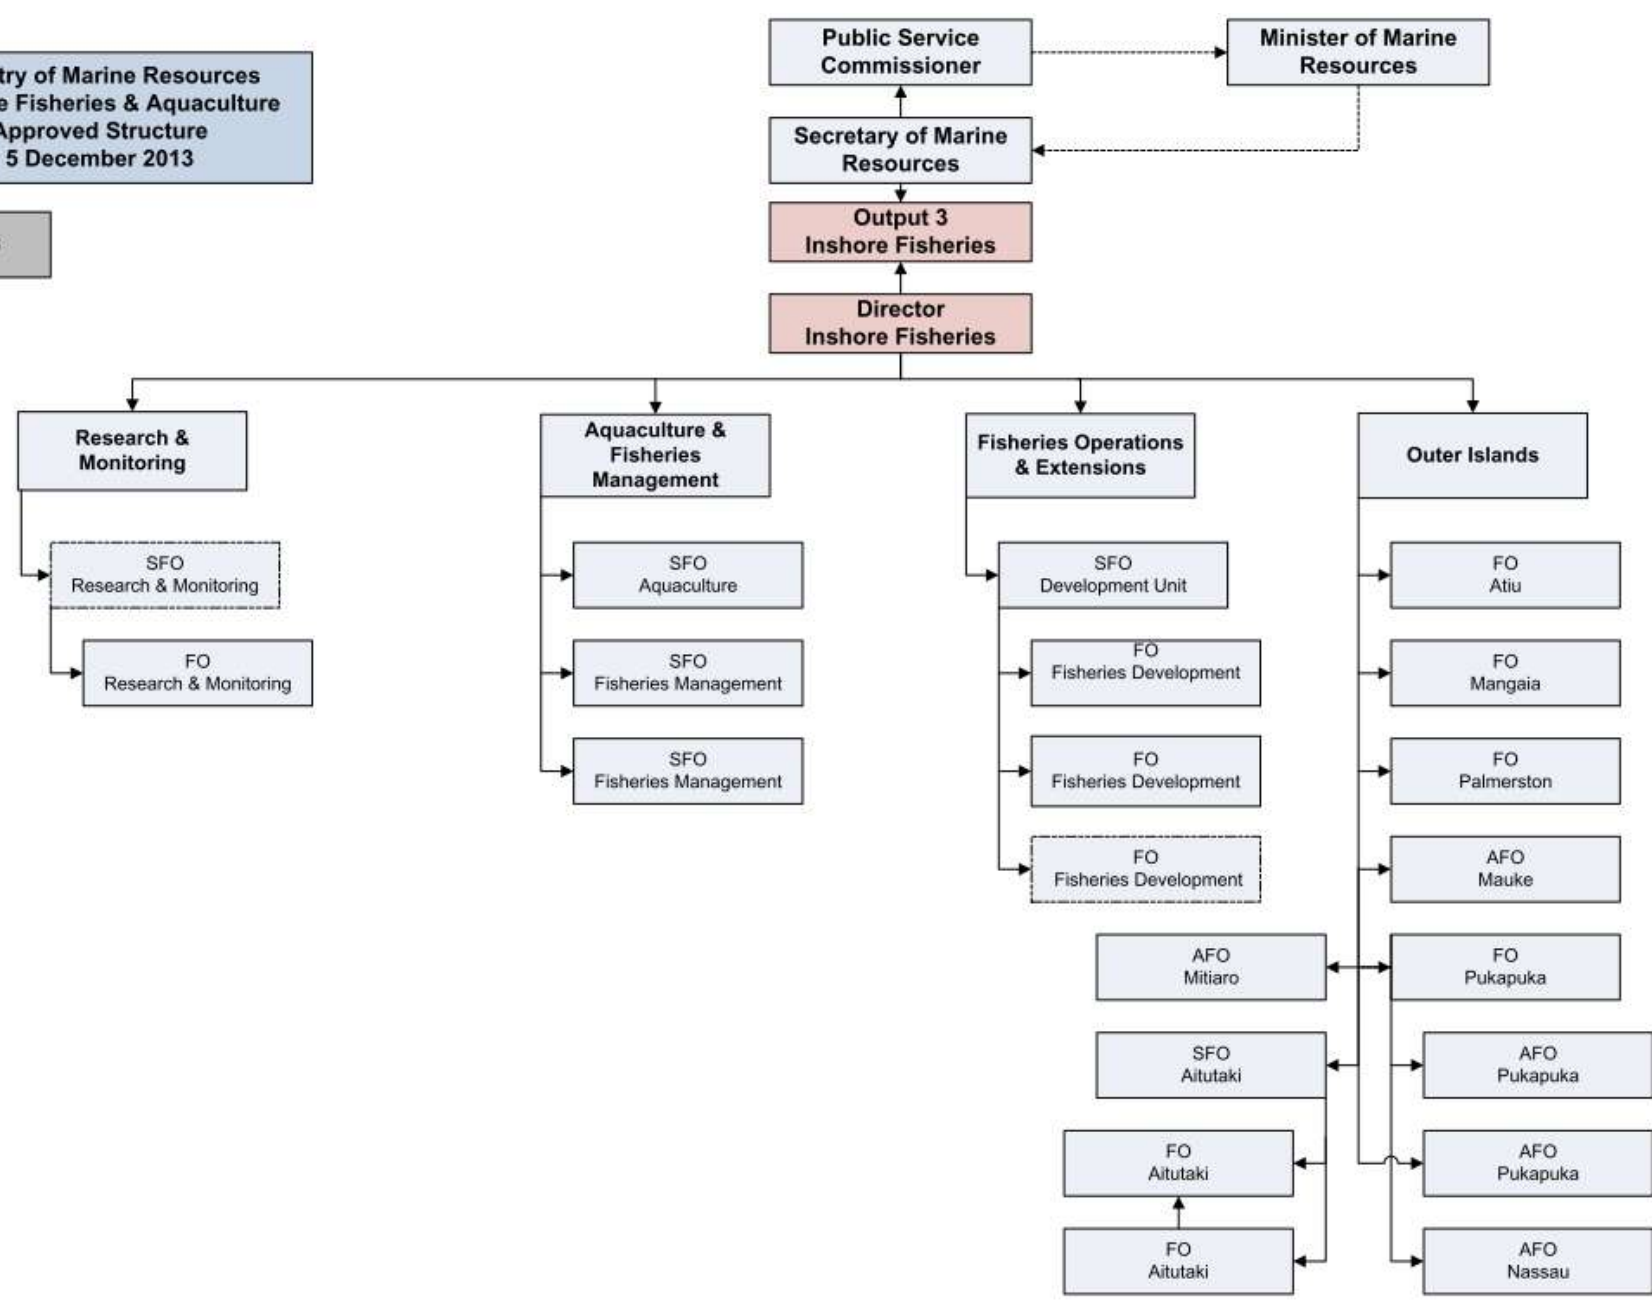 Public Service
Commissioner
Minister of Marine
Resources
try of Marine Resources
e Fisheries & Aquaculture
Approved Structure
5 December 2013
Secretary of Marine
Resources
Output 3
Inshore Fisheries
Director
Inshore Fisheries
Research &
Monitoring
Aquaculture &
Fisheries
Management
Fisheries Operations
& Extensions
Outer Islands
SFO
Research & Monitoring
SFO
Aquaculture
SFO
Development Unit
FO
Atiu
FO
Research & Monitoring
SFO
Fisheries Management
FO
Fisheries Development
FO
Mangaia
SFO
Fisheries Management
FO
Fisheries Development
FO
Palmerston
FO
Fisheries Development
AFO
Mauke
AFO
Mitiaro
FO
Pukapuka
SFO
Aitutaki
AFO
Pukapuka
FO
Aitutaki
AFO
Pukapuka
FO
Aitutaki
AFO
Nassau